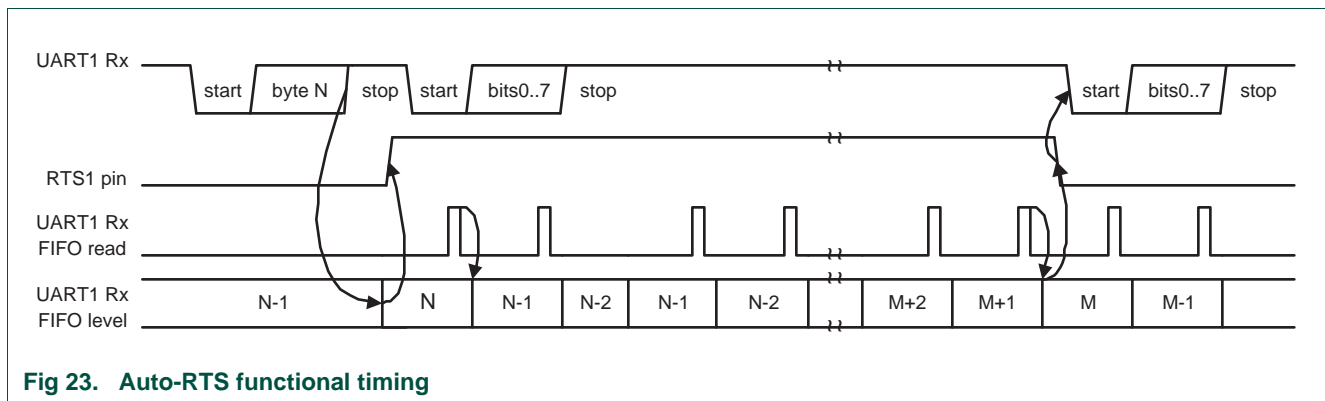 UART1 Rx
start byte N stop start bits0..7 stop start bits0..7 stop
RTS1 pin
UART1 Rx
FIFO read
UART1 Rx
FIFO level
N-1 N N-1 N-2 N-1 N-2 M+2 M+1 M M-1
Fig 23. Auto-RTS functional timing